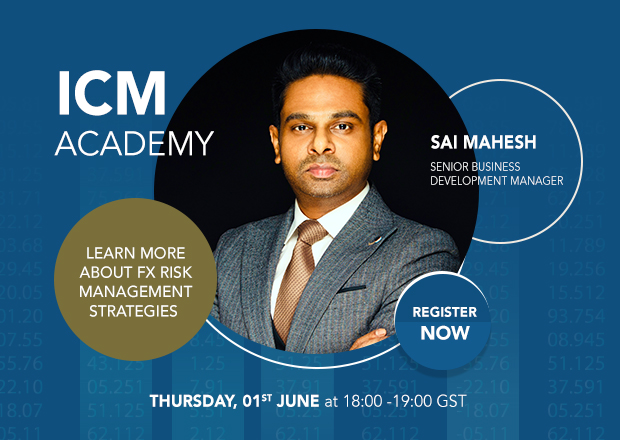 ICM
ACADEMY
SAI MAHESH
SENIOR BUSINESS
DEVELOPMENT MANAGER
LEARN MORE
ABOUT FX RISK
MANAGEMENT
STRATEGIES
REGISTER
NOW
THURSDAY, 01ST JUNE at 18:00 -19:00 GST